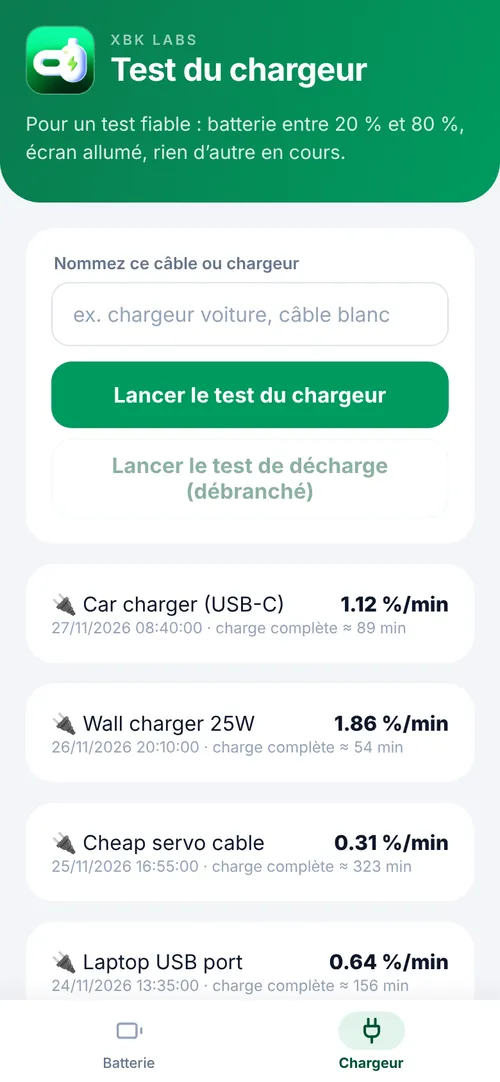 XBK LABS
Test du chargeur
Pour un test fiable : batterie entre 20 % et 80 %,
écran allumé, rien d’autre en cours.
Nommez ce câble ou chargeur
ex. chargeur voiture, câble blanc
Lancer le test du chargeur
Lancer le test de décharge
(débranché)
Car charger (USB-C) 1.12 %/min
27/11/2026 08:40:00 · charge complète ≈ 89 min
Wall charger 25W 1.86 %/min
26/11/2026 20:10:00 · charge complète ≈ 54 min
Cheap servo cable 0.31 %/min
25/11/2026 16:55:00 · charge complète ≈ 323 min
Laptop USB port 0.64 %/min
24/11/2026 13:35:00 · charge complète ≈ 156 min
Batterie Chargeur